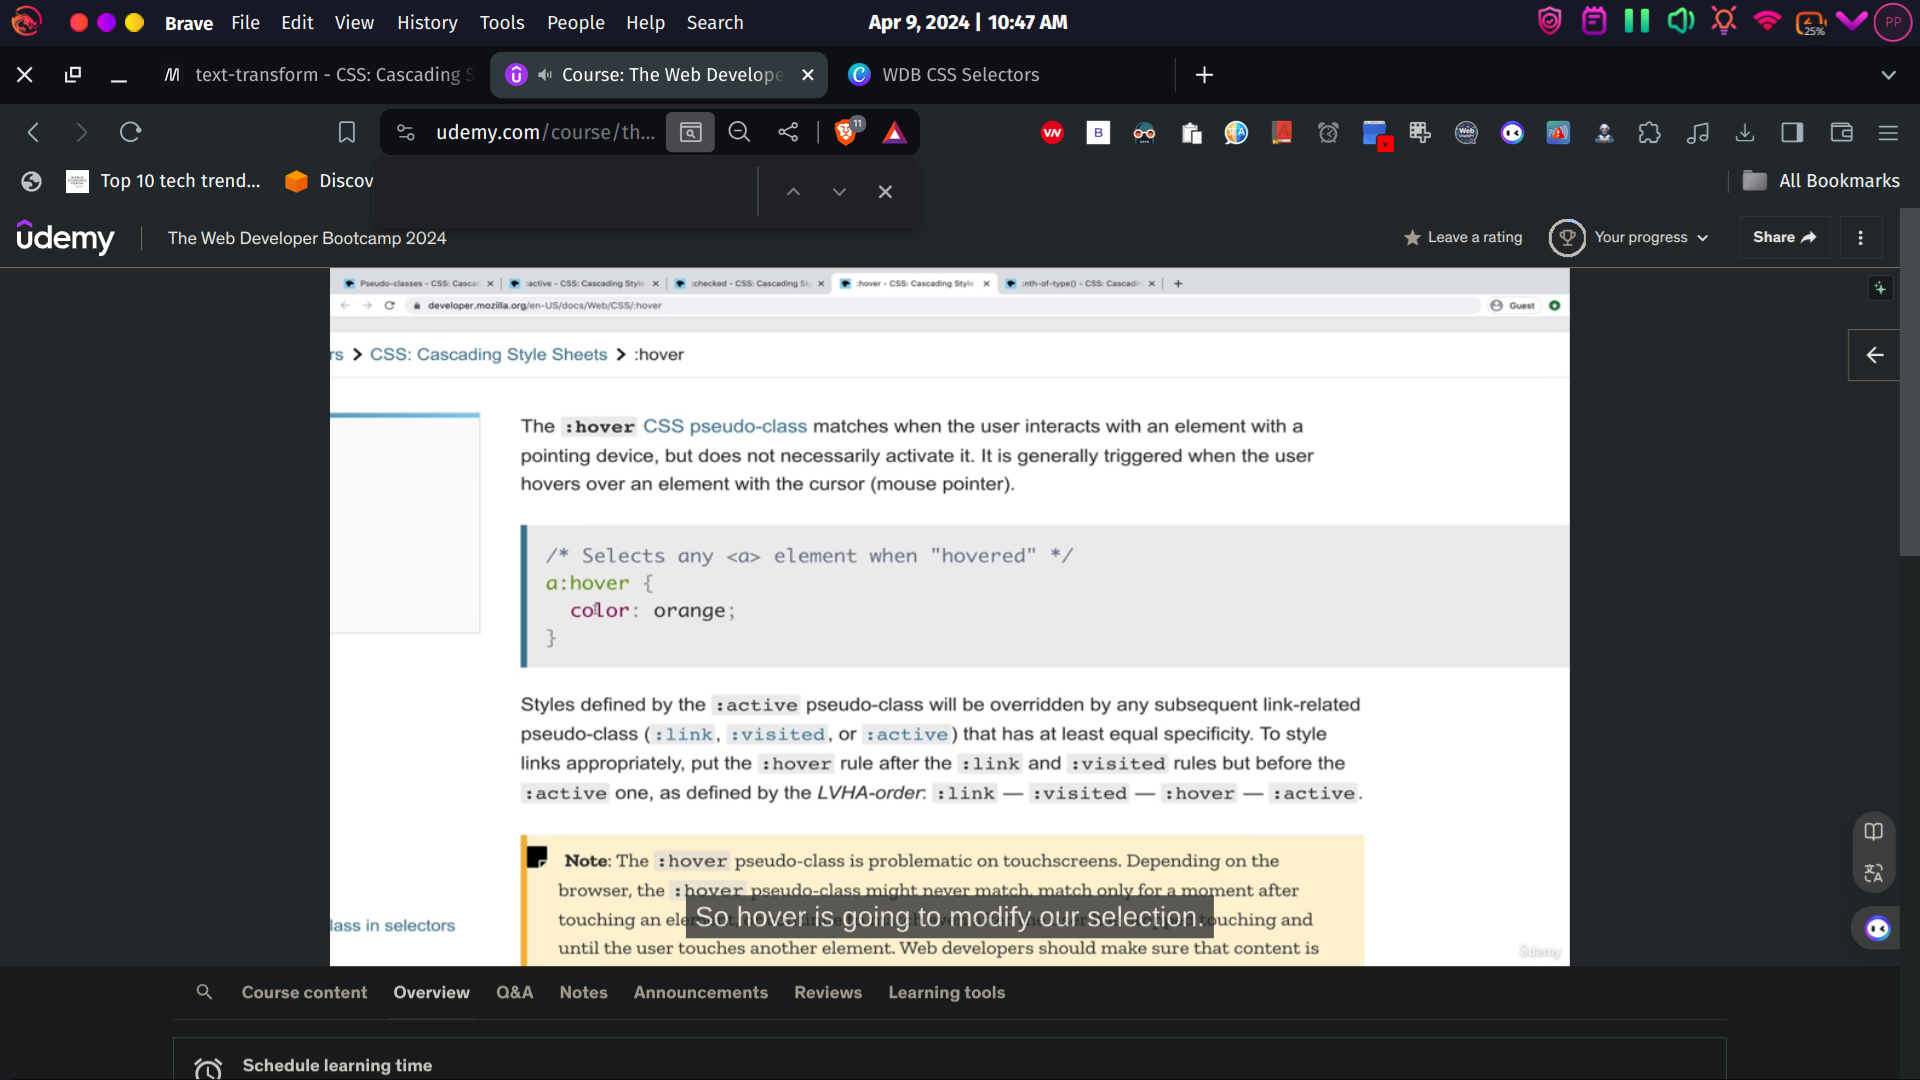 Brave File Edit View History Tools People Help Search
Apr 9, 2024 | 10:47 AM
25%
PP
text-transform - CSS: Cascading S
Course: The Web Develope
WDB CSS Selectors
udemy.com/course/th...
11
Top 10 tech trend...
Discov
All Bookmarks
udemy
The Web Developer Bootcamp 2024
Leave a rating
Your progress
Share
Pseudo-classes - CSS: Cascad
:active - CSS: Cascading Style
:checked - CSS: Cascading St
:hover - CSS: Cascading Style
:nth-of-type() - CSS: Cascadin
developer.mozilla.org/en-US/docs/Web/CSS/:hover
Guest
rs > CSS: Cascading Style Sheets > :hover
The :hover CSS pseudo-class matches when the user interacts with an element with a
pointing device, but does not necessarily activate it. It is generally triggered when the user
hovers over an element with the cursor (mouse pointer).
/* Selects any <a> element when "hovered" */
a:hover {
color: orange;
}
Styles defined by the :active pseudo-class will be overridden by any subsequent link-related
pseudo-class (:link, :visited, or :active) that has at least equal specificity. To style
links appropriately, put the :hover rule after the :link and :visited rules but before the
:active one, as defined by the LVHA-order: :link — :visited — :hover — :active.
Note: The :hover pseudo-class is problematic on touchscreens. Depending on the
browser, the :hover pseudo-class might never match, match only for a moment after
touching an
touching and
So hover is going to modify our selection.
lass in selectors
until the user touches another element. Web developers should make sure that content is
udemy
Course content
Overview
Q&A
Notes
Announcements
Reviews
Learning tools
Schedule learning time